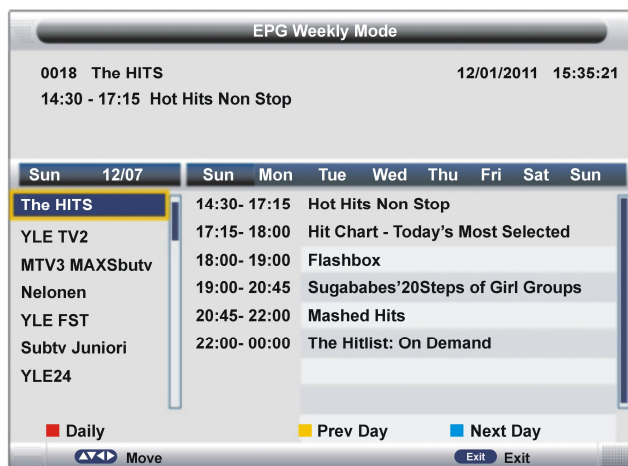 EPG Weekly Mode
0018 The HITS 12/01/2011 15:35:21
14:30 - 17:15 Hot Hits Non Stop
Sun 12/07 Sun Mon Tue Wed Thu Fri Sat Sun
The HITS
YLE TV2
MTV3 MAXSbutv
Nelonen
YLE FST
Subtv Juniori
YLE24
14:30- 17:15 Hot Hits Non Stop
17:15- 18:00 Hit Chart - Today's Most Selected
18:00- 19:00 Flashbox
19:00- 20:45 Sugababes'20Steps of Girl Groups
20:45- 22:00 Mashed Hits
22:00- 00:00 The Hitlist: On Demand
Daily Prev Day Next Day
Move Exit Exit